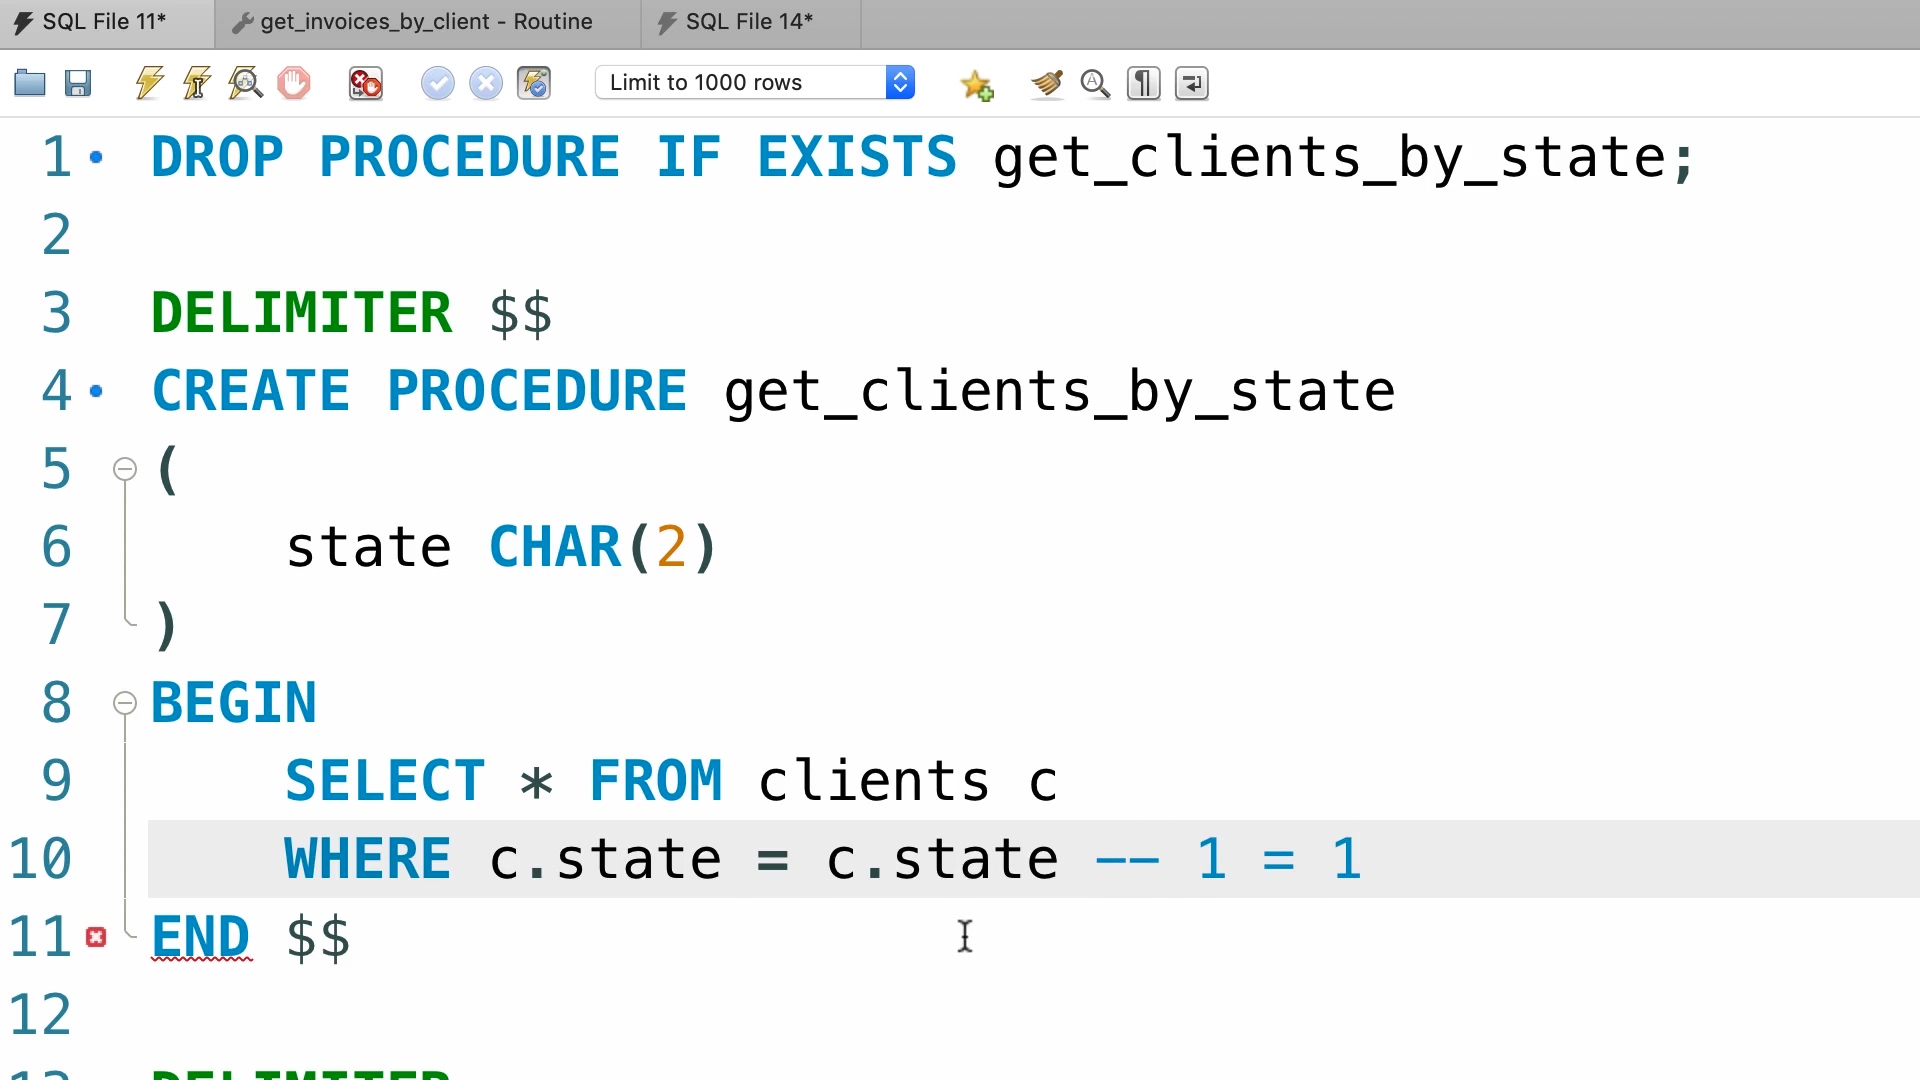 SQL File 11* get_invoices_by_client - Routine SQL File 14*
Limit to 1000 rows
1 DROP PROCEDURE IF EXISTS get_clients_by_state;
2
3 DELIMITER $$
4 CREATE PROCEDURE get_clients_by_state
5 (
6 state CHAR(2)
7 )
8 BEGIN
9 SELECT * FROM clients c
10 WHERE c.state = c.state -- 1 = 1
11 END $$
12
13 DELIMITER